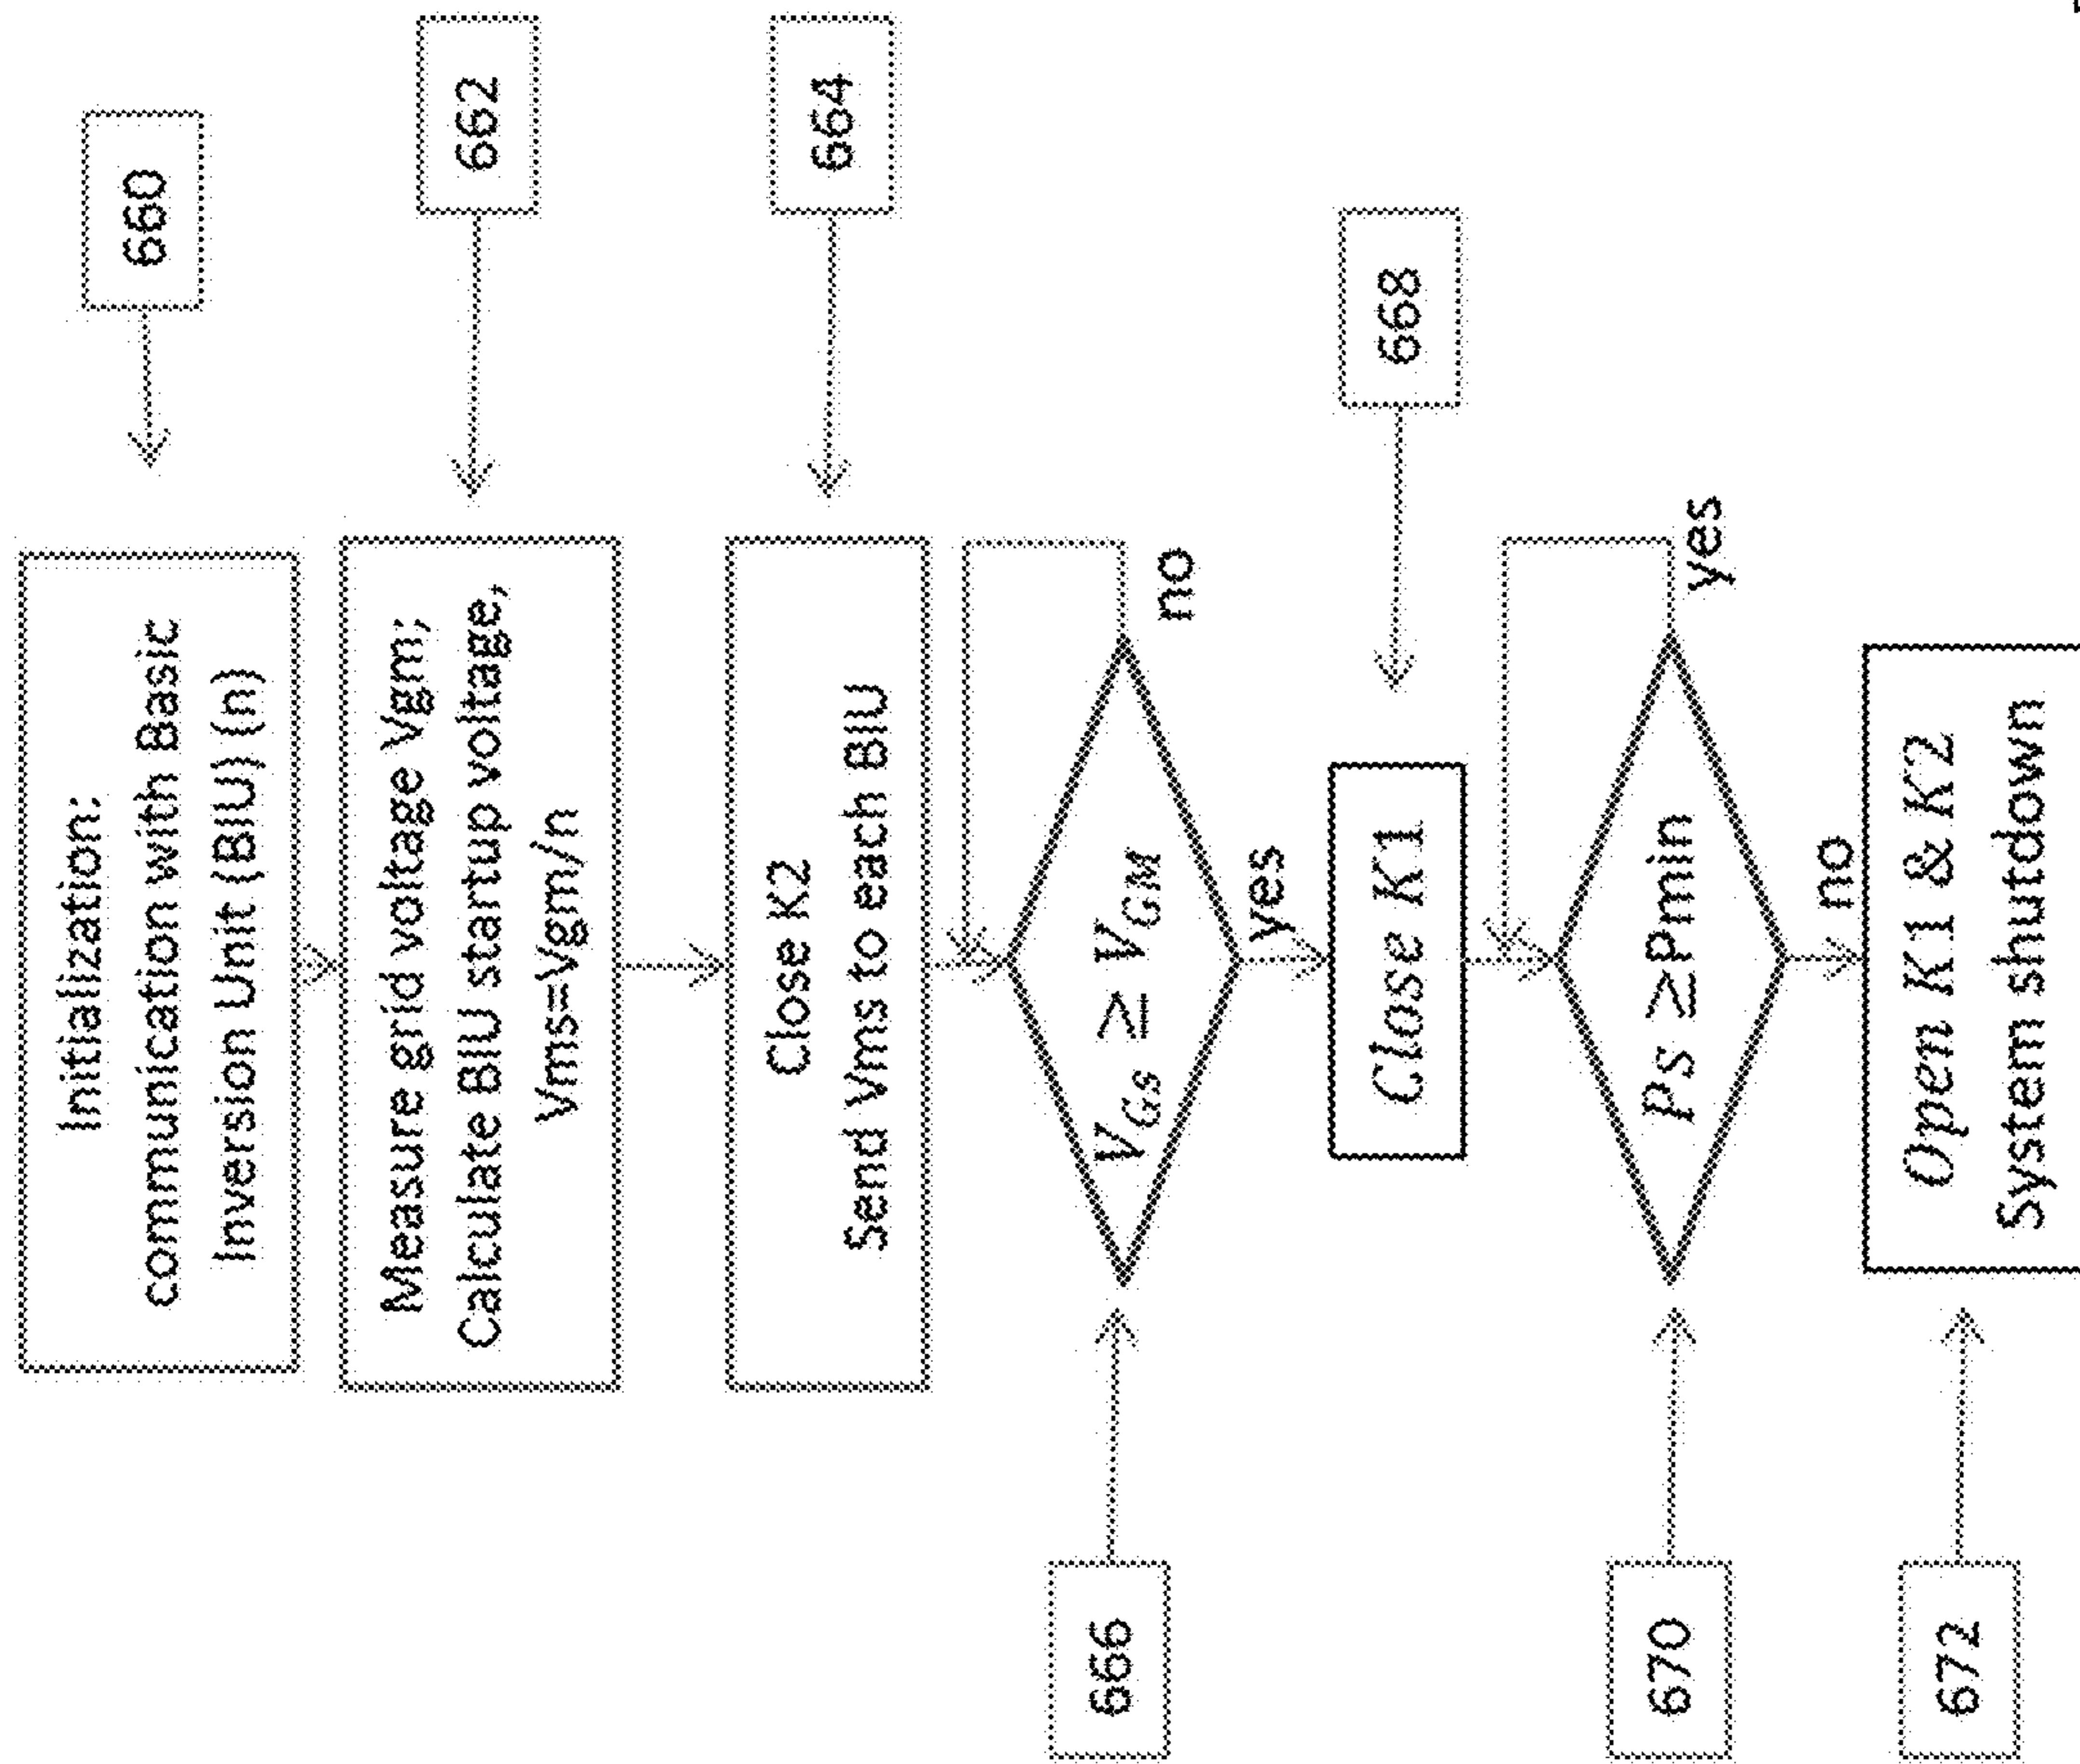 Initialization:
communication with Basic
Inversion Unit (BIU) (n)
660
Measure grid voltage Vgm;
Calculate BIU startup voltage,
Vms=Vgm/n
662
Close K2
Send Vms to each BIU
664
V_GS ≥ V_GM
no
yes
666
Close K1
668
Ps ≥Pmin
yes
no
670
Open K1 & K2
System shutdown
672